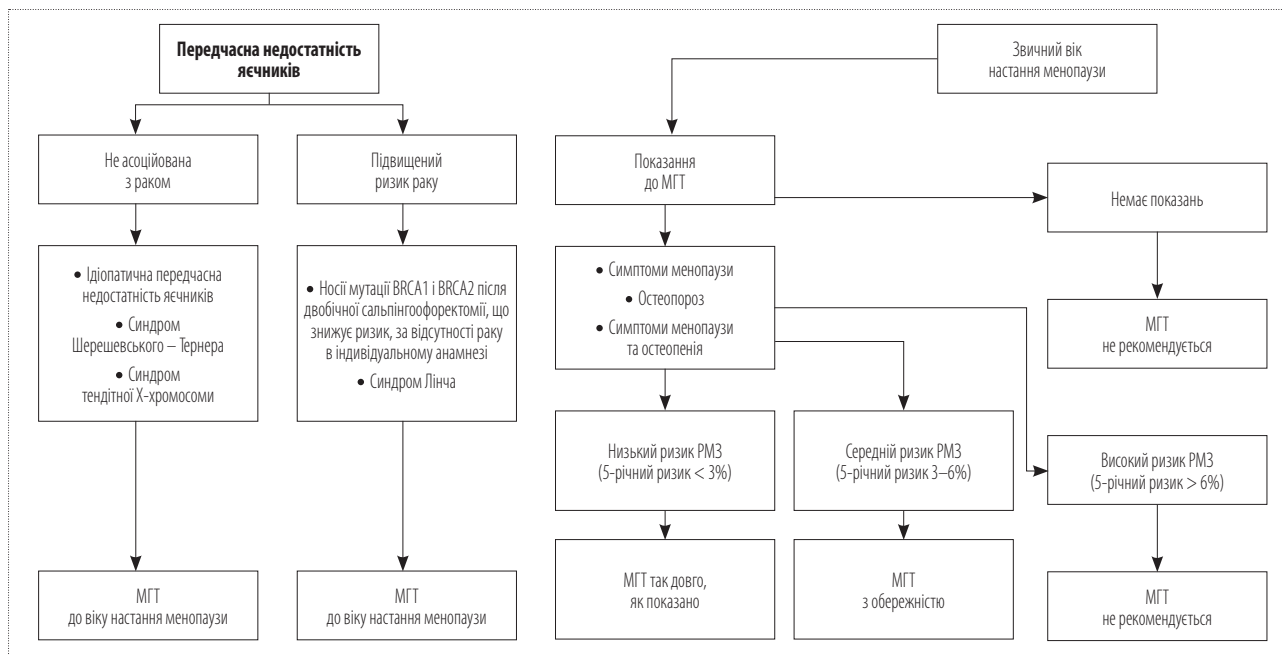 Передчасна недостатність
яєчників
Звичний вік
настання менопаузи
Не асоційована
з раком
Підвищений
ризик раку
Показання
до МГТ
Немає показань
• Ідіопатична передчасна
недостатність яєчників
• Синдром
Шерешевського – Тернера
• Синдром
тендітної Х-хромосоми
• Носії мутації BRCA1 і BRCA2 після
двобічної сальпінгоофоректомії, що
знижує ризик, за відсутності раку
в індивідуальному анамнезі
• Синдром Лінча
• Симптоми менопаузи
• Остеопороз
• Симптоми менопаузи
та остеопенія
МГТ
не рекомендується
Низький ризик РМЗ
(5-річний ризик < 3%)
Середній ризик РМЗ
(5-річний ризик 3–6%)
Високий ризик РМЗ
(5-річний ризик > 6%)
МГТ
до віку настання менопаузи
МГТ
до віку настання менопаузи
МГТ так довго,
як показано
МГТ
з обережністю
МГТ
не рекомендується